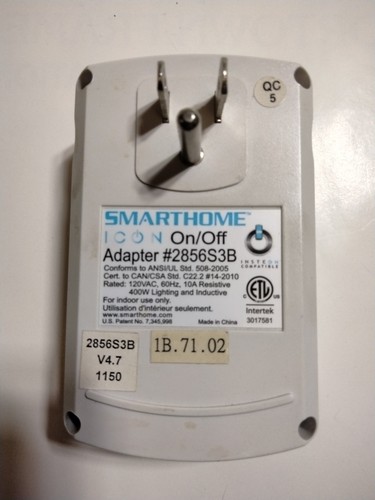 QC
5
SMARTHOME™
ICON On/Off
Adapter #2856S3B
INSTEON
COMPATIBLE
Conforms to ANSI/UL Std. 508-2005
Cert. to CAN/CSA Std. C22.2 #14-2010
Rated: 120VAC, 60Hz, 10A Resistive
400W Lighting and Inductive
For indoor use only.
Utilisation d'intérieur seulement.
www.smarthome.com
U.S. Patent No. 7,345,998 Made in China
ETL
c us
LISTED
Intertek
3017581
2856S3B
V4.7
1150
1B.71.02